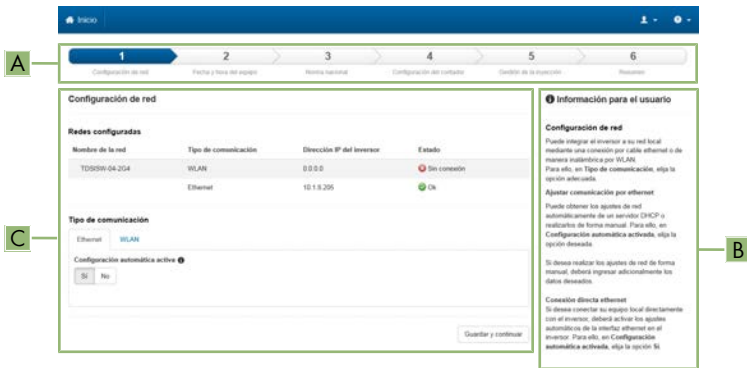 Inicio
1 2 3 4 5 6
Configuración de red Fecha y hora del equipo Norma nacional Configuración del contador Gestión de la inyección Resumen
A
Configuración de red
Redes configuradas
Nombre de la red Tipo de comunicación Dirección IP del inversor Estado
TDSISW-04-2G4 WLAN 0.0.0.0 Sin conexión
Ethernet 10.1.8.205 Ok
Tipo de comunicación
C
Ethernet WLAN
Configuración automática active
Sí No
Guardar y continuar
Información para el usuario
Configuración de red
Puede integrar el inversor a su red local
mediante una conexión por cable ethernet o de
manera inalámbrica por WLAN.
Para ello, en Tipo de comunicación, elija la
opción adecuada.
Ajustar comunicación por ethernet
Puede obtener los ajustes de red
automáticamente de un servidor DHCP o
realizarlos de forma manual. Para ello, en
Configuración automática activada, elija la
opción deseada.
B
Si desea realizar los ajustes de red de forma
manual, deberá ingresar adicionalmente los
datos deseados.
Conexión directa ethernet
Si desea conectar su equipo local directamente
con el inversor, deberá activar los ajustes
automáticos de la interfaz ethernet en el
inversor. Para ello, en Configuración
automática activada, elija la opción Sí.